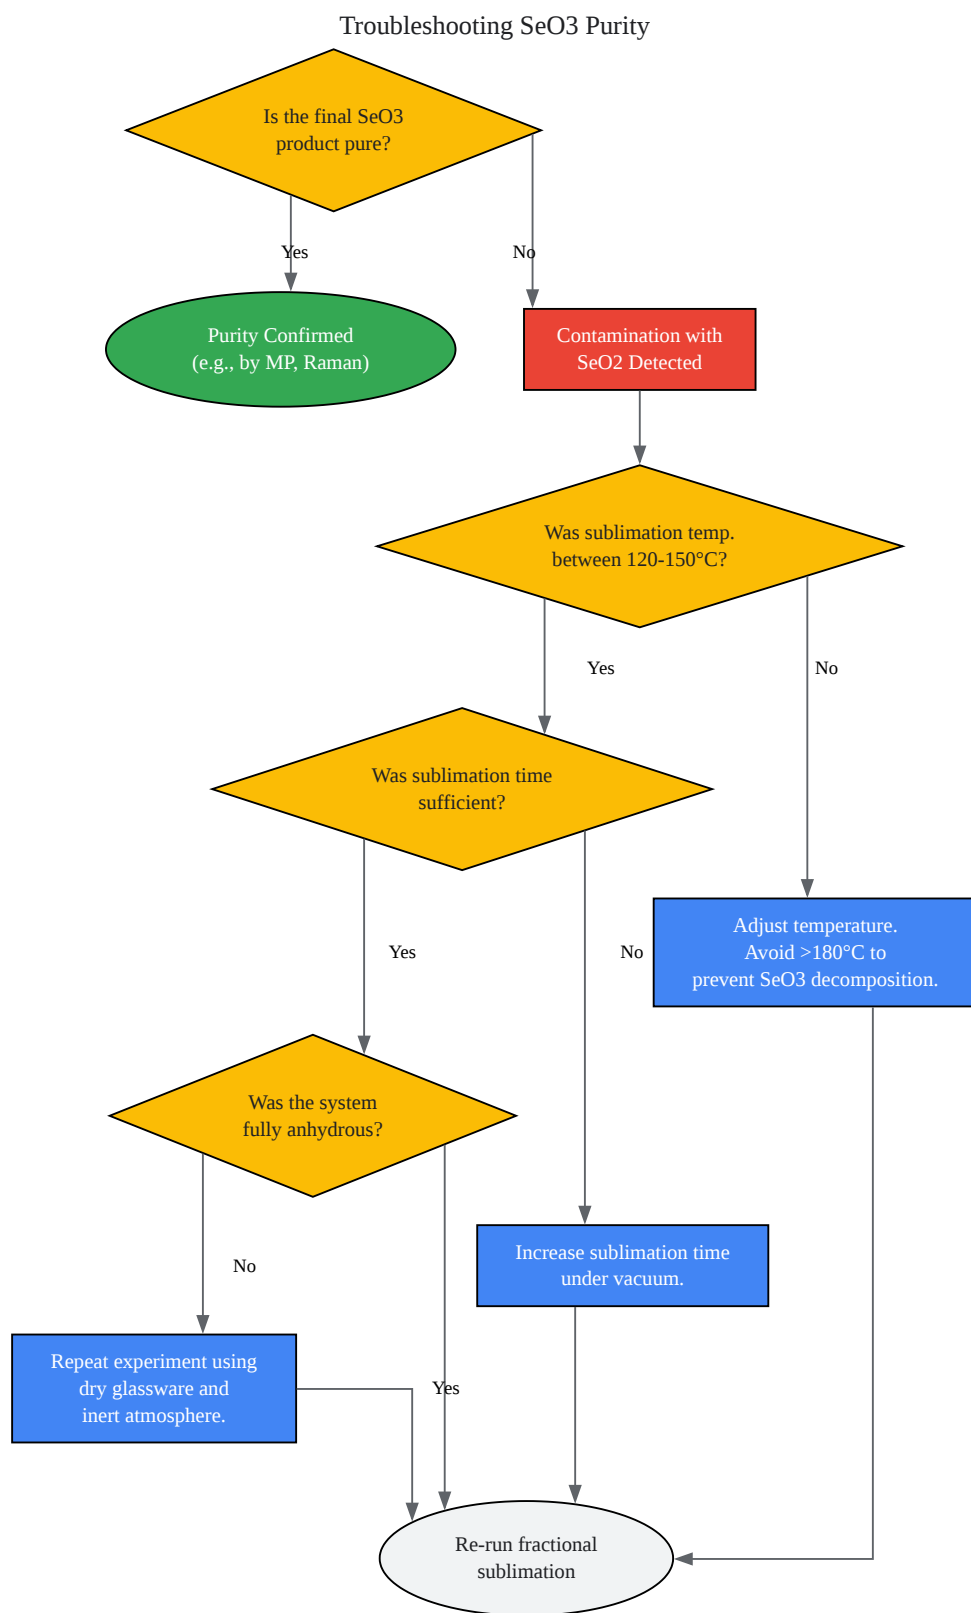 Troubleshooting SeO3 Purity
Is the final SeO3
product pure?
Yes
No
Purity Confirmed
(e.g., by MP, Raman)
Contamination with
SeO2 Detected
Was sublimation temp.
between 120-150°C?
Yes
No
Was sublimation time
sufficient?
Yes
No
Adjust temperature.
Avoid >180°C to
prevent SeO3 decomposition.
Was the system
fully anhydrous?
No
Increase sublimation time
under vacuum.
Repeat experiment using
dry glassware and
inert atmosphere.
Yes
Re-run fractional
sublimation